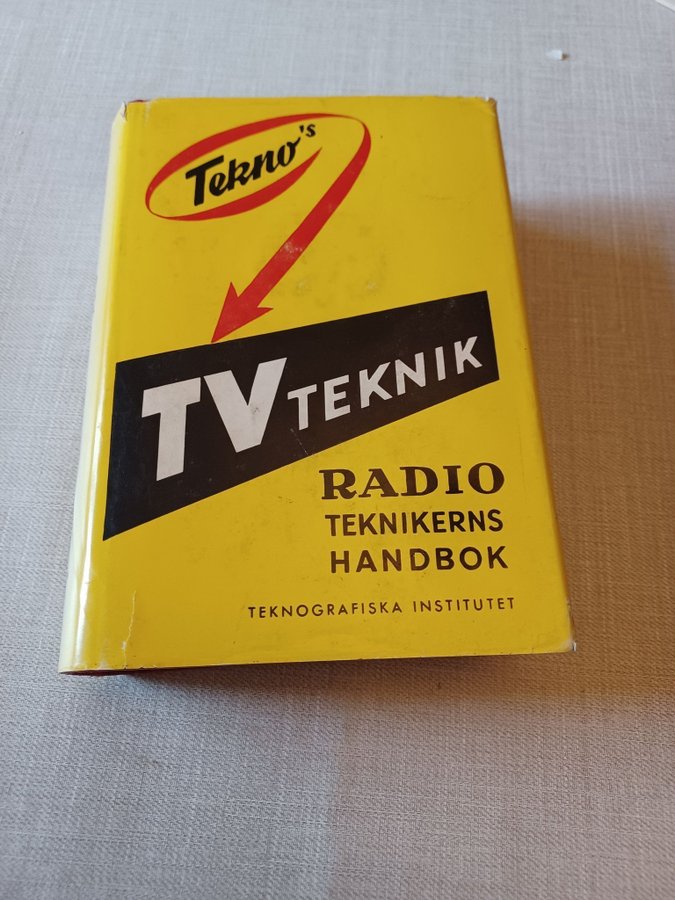 Tekno's
TV TEKNIK
RADIO
TEKNIKERNS
HANDBOK
TEKNOGRAFISKA INSTITUTET